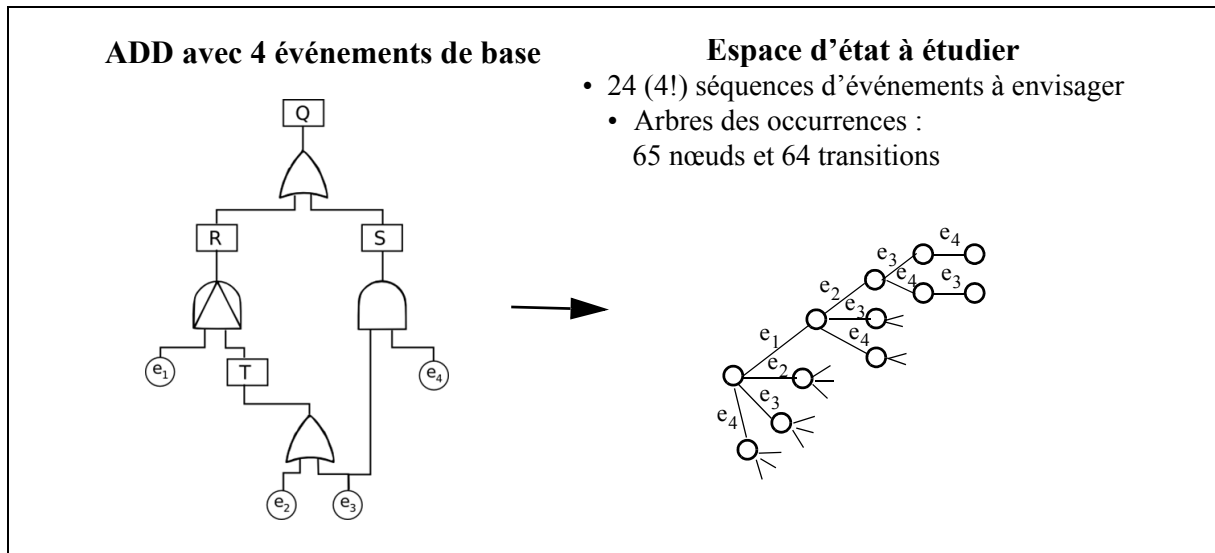 ADD avec 4 événements de base
Espace d’état à étudier
• 24 (4!) séquences d’événements à envisager
• Arbres des occurrences :
65 nœuds et 64 transitions
Q
R
S
e1
T
e4
e2
e3
e3
e4
e4
e3
e2
e3
e4
e1
e2
e3
e4